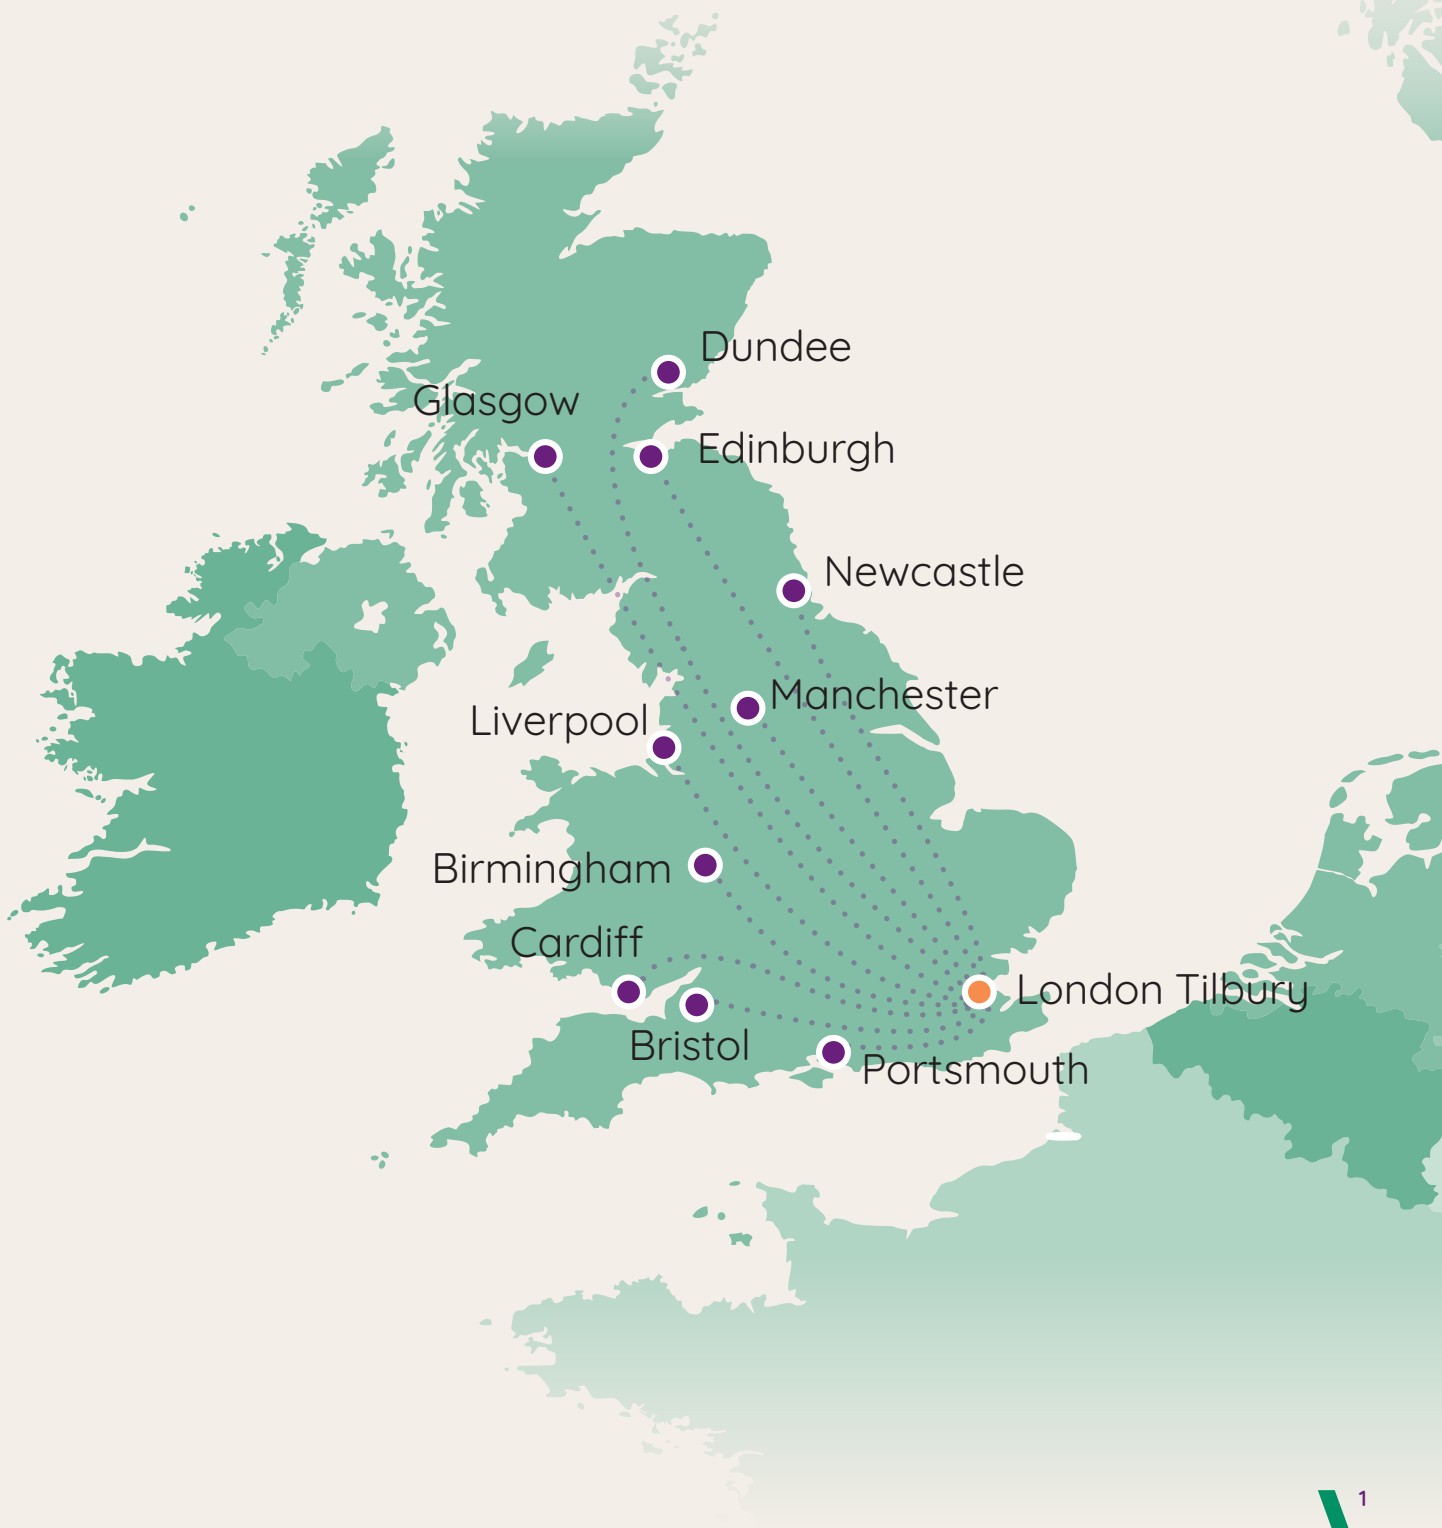 Dundee
Glasgow
Edinburgh
Newcastle
Manchester
Liverpool
Birmingham
Cardiff
London Tilbury
Bristol
Portsmouth
1